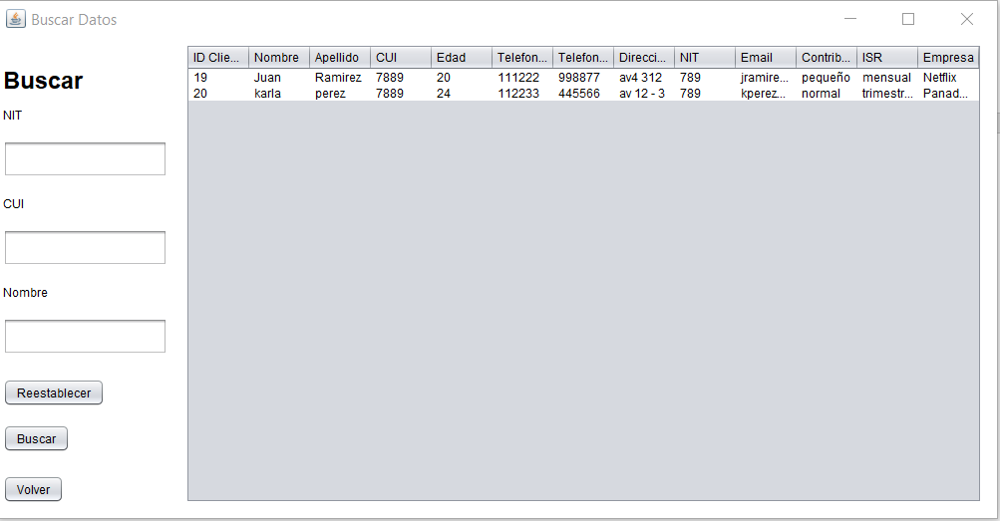 Buscar Datos
Buscar
NIT
CUI
Nombre
Reestablecer
Buscar
Volver
ID Clie... Nombre Apellido CUI Edad Telefon... Telefon... Direcci... NIT Email Contrib... ISR Empresa
19 Juan Ramirez 7889 20 111222 998877 av4 312 789 jramire... pequeño mensual Netflix
20 karla perez 7889 24 112233 445566 av 12 - 3 789 kperez... normal trimestr... Panad...